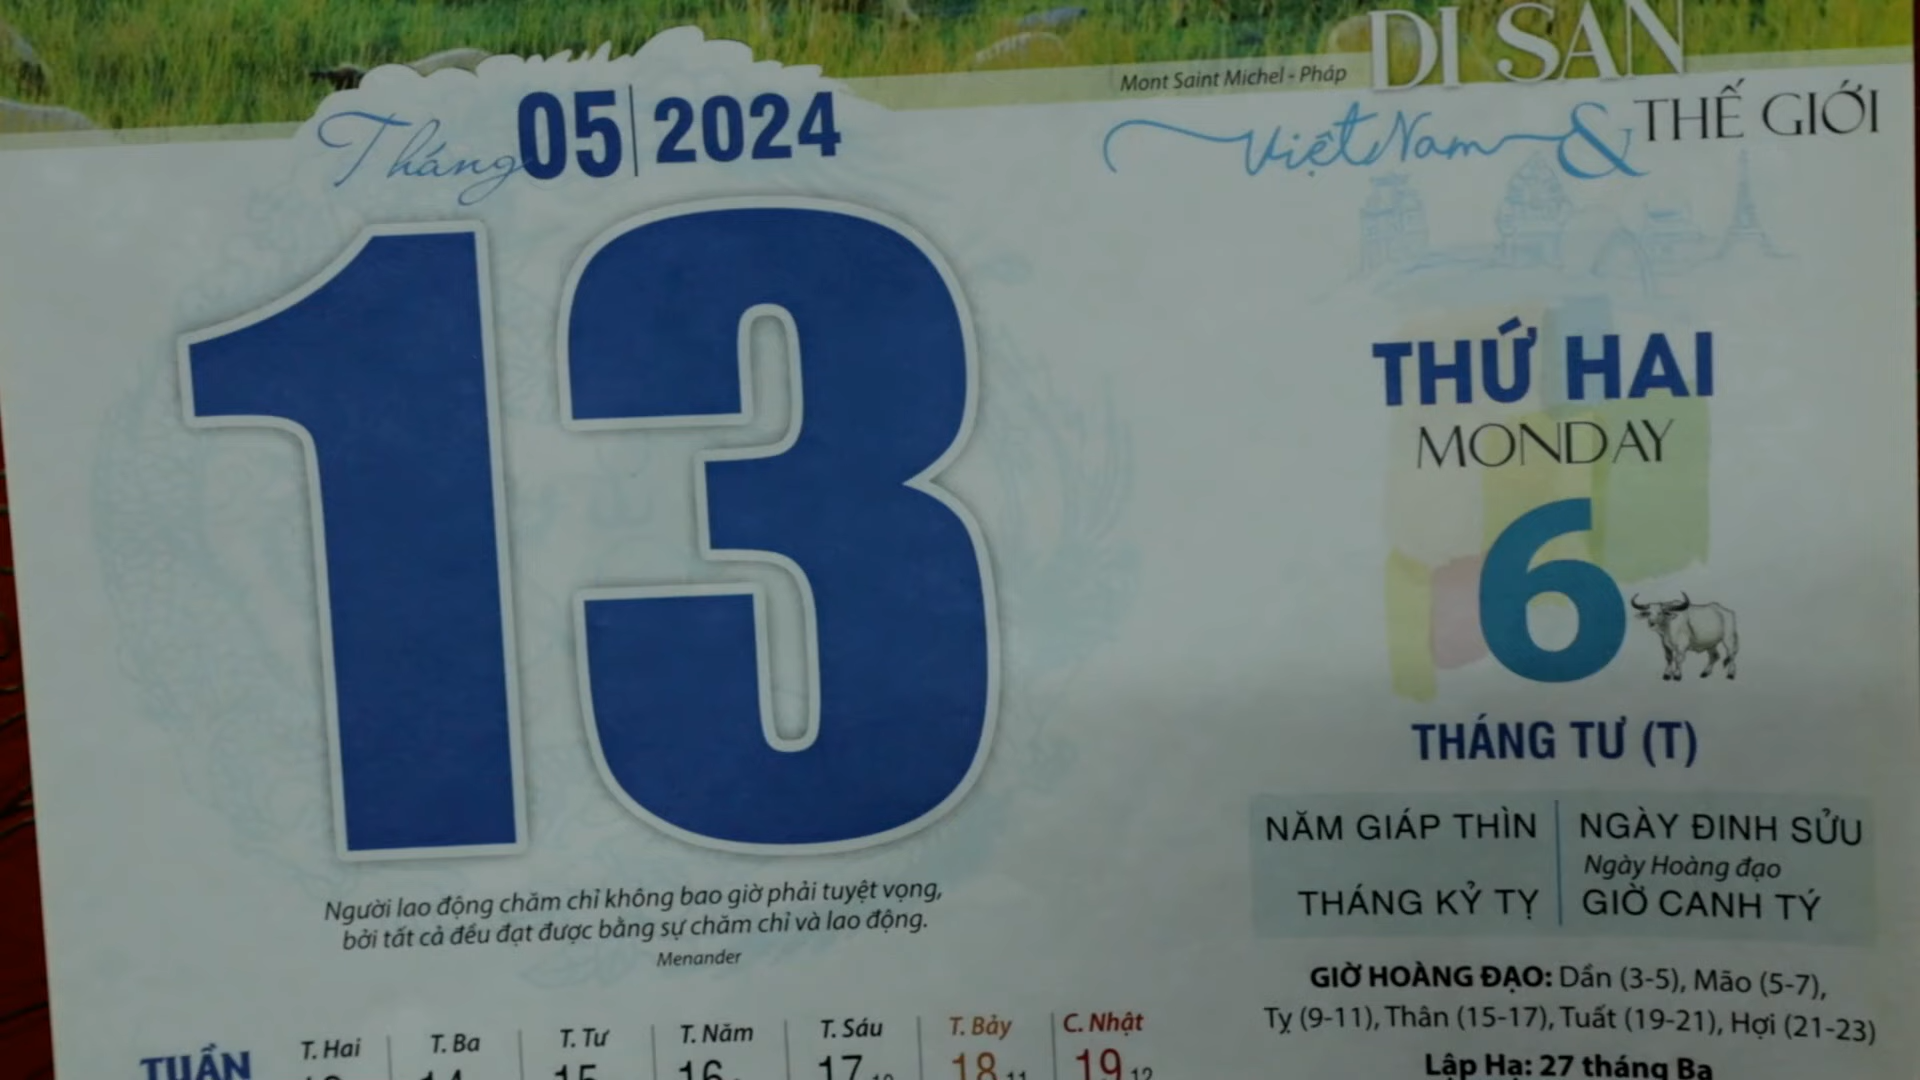 Mont Saint Michel - Pháp
DI SẢN
Việt Nam & THẾ GIỚI
Tháng 05 2024
13
THỨ HAI
MONDAY
6
THÁNG TƯ (T)
NĂM GIÁP THÌN
THÁNG KỶ TỴ
NGÀY ĐINH SỬU
Ngày Hoàng đạo
GIỜ CANH TÝ
GIỜ HOÀNG ĐẠO: Dần (3-5), Mão (5-7),
Tỵ (9-11), Thân (15-17), Tuất (19-21), Hợi (21-23)
Lập Hạ: 27 tháng Ba
Người lao động chăm chỉ không bao giờ phải tuyệt vọng,
bởi tất cả đều đạt được bằng sự chăm chỉ và lao động.
Menander
TUẦN
T. Hai T. Ba T. Tư T. Năm T. Sáu T. Bảy C. Nhật
13 14 15 16 17 10 18 11 19 12